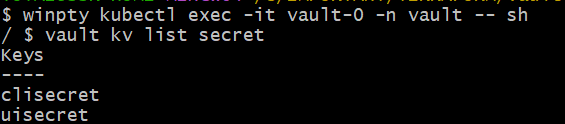 $ winpty kubectl exec -it vault-0 -n vault -- sh
/ $ vault kv list secret
Keys
----
clisecret
uisecret